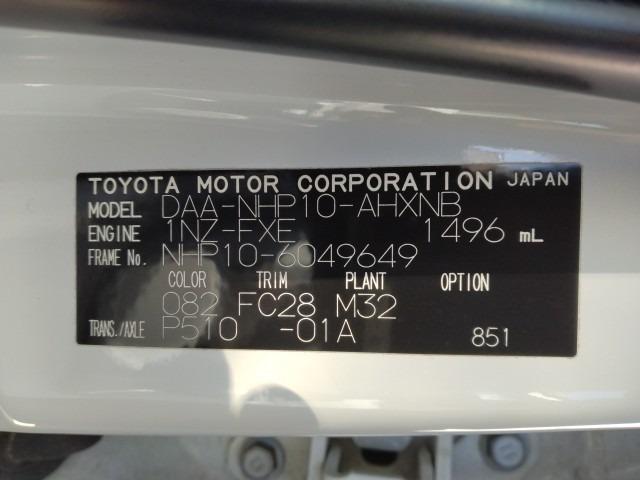 TOYOTA MOTOR CORPORATION JAPAN
MODEL DAA-NHP10-AHXNB
ENGINE 1NZ-FXE 1496 mL
FRAME No. NHP10-6049649
COLOR TRIM PLANT OPTION
082 FC28 M32
TRANS./AXLE P510 -01A 851